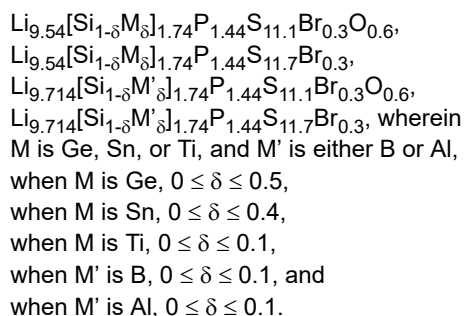 Li₉.₅₄[Si₁₋δMδ]₁.₇₄P₁.₄₄S₁₁.₁Br₀.₃O₀.₆,
Li₉.₅₄[Si₁₋δMδ]₁.₇₄P₁.₄₄S₁₁.₇Br₀.₃,
Li₉.₇₁₄[Si₁₋δM’δ]₁.₇₄P₁.₄₄S₁₁.₁Br₀.₃O₀.₆,
Li₉.₇₁₄[Si₁₋δM’δ]₁.₇₄P₁.₄₄S₁₁.₇Br₀.₃, wherein
M is Ge, Sn, or Ti, and M’ is either B or Al,
when M is Ge, 0 ≤ δ ≤ 0.5,
when M is Sn, 0 ≤ δ ≤ 0.4,
when M is Ti, 0 ≤ δ ≤ 0.1,
when M’ is B, 0 ≤ δ ≤ 0.1, and
when M’ is Al, 0 ≤ δ ≤ 0.1.